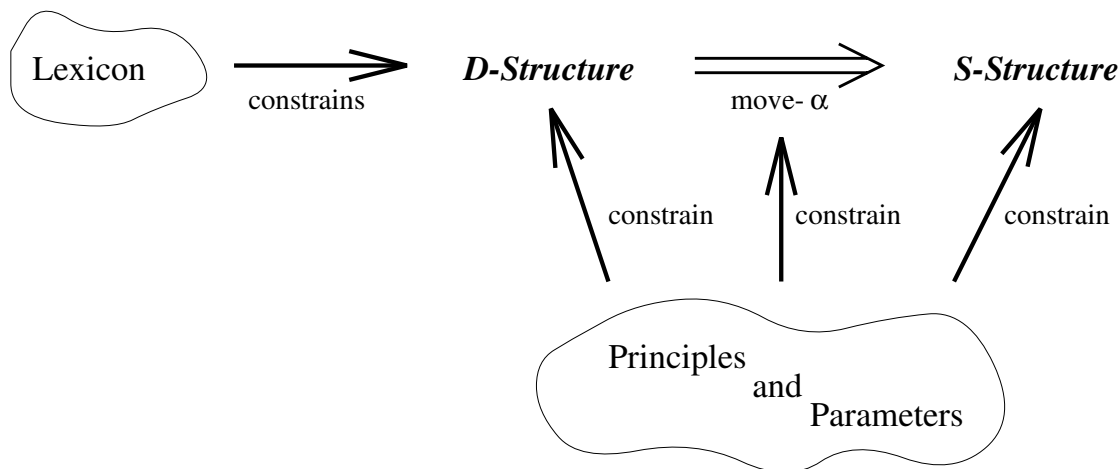 Lexicon
constrains
D-Structure
move- α
S-Structure
constrain
constrain
constrain
Principles
and
Parameters